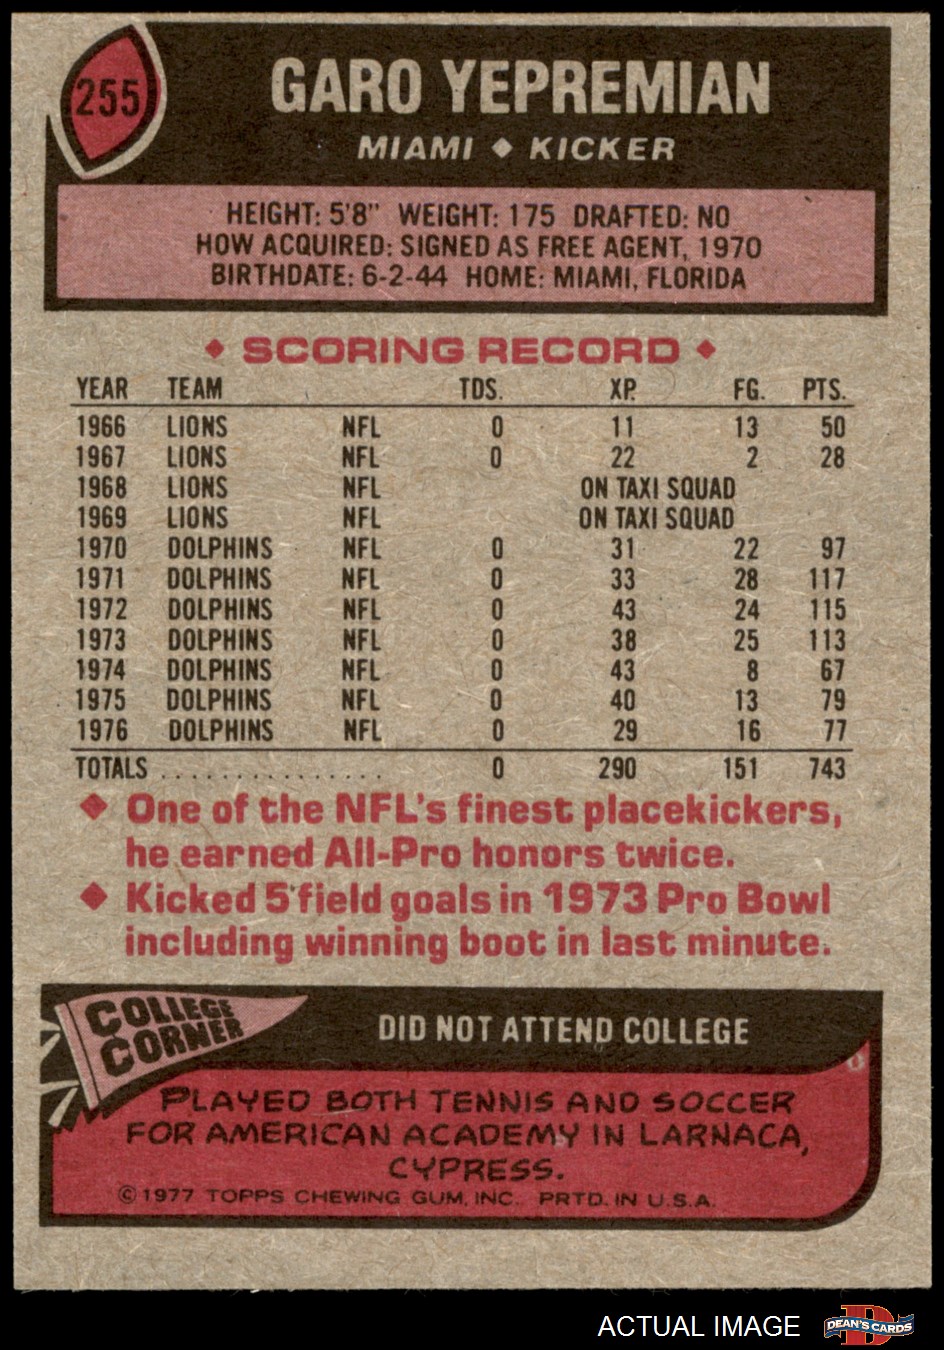 255
GARO YEPREMIAN
MIAMI ◆ KICKER
HEIGHT: 5'8" WEIGHT: 175 DRAFTED: NO
HOW ACQUIRED: SIGNED AS FREE AGENT, 1970
BIRTHDATE: 6-2-44 HOME: MIAMI, FLORIDA
◆ SCORING RECORD ◆
YEAR TEAM TDS. XP. FG. PTS.
1966 LIONS NFL 0 11 13 50
1967 LIONS NFL 0 22 2 28
1968 LIONS NFL ON TAXI SQUAD
1969 LIONS NFL ON TAXI SQUAD
1970 DOLPHINS NFL 0 31 22 97
1971 DOLPHINS NFL 0 33 28 117
1972 DOLPHINS NFL 0 43 24 115
1973 DOLPHINS NFL 0 38 25 113
1974 DOLPHINS NFL 0 43 8 67
1975 DOLPHINS NFL 0 40 13 79
1976 DOLPHINS NFL 0 29 16 77
TOTALS ............... 0 290 151 743
◆ One of the NFL's finest placekickers,
he earned All-Pro honors twice.
◆ Kicked 5 field goals in 1973 Pro Bowl
including winning boot in last minute.
COLLEGE
CORNER
DID NOT ATTEND COLLEGE
PLAYED BOTH TENNIS AND SOCCER
FOR AMERICAN ACADEMY IN LARNACA,
CYPRESS.
© 1977 TOPPS CHEWING GUM, INC. PRTD. IN U.S.A.
ACTUAL IMAGE
D
DEAN'S CARDS